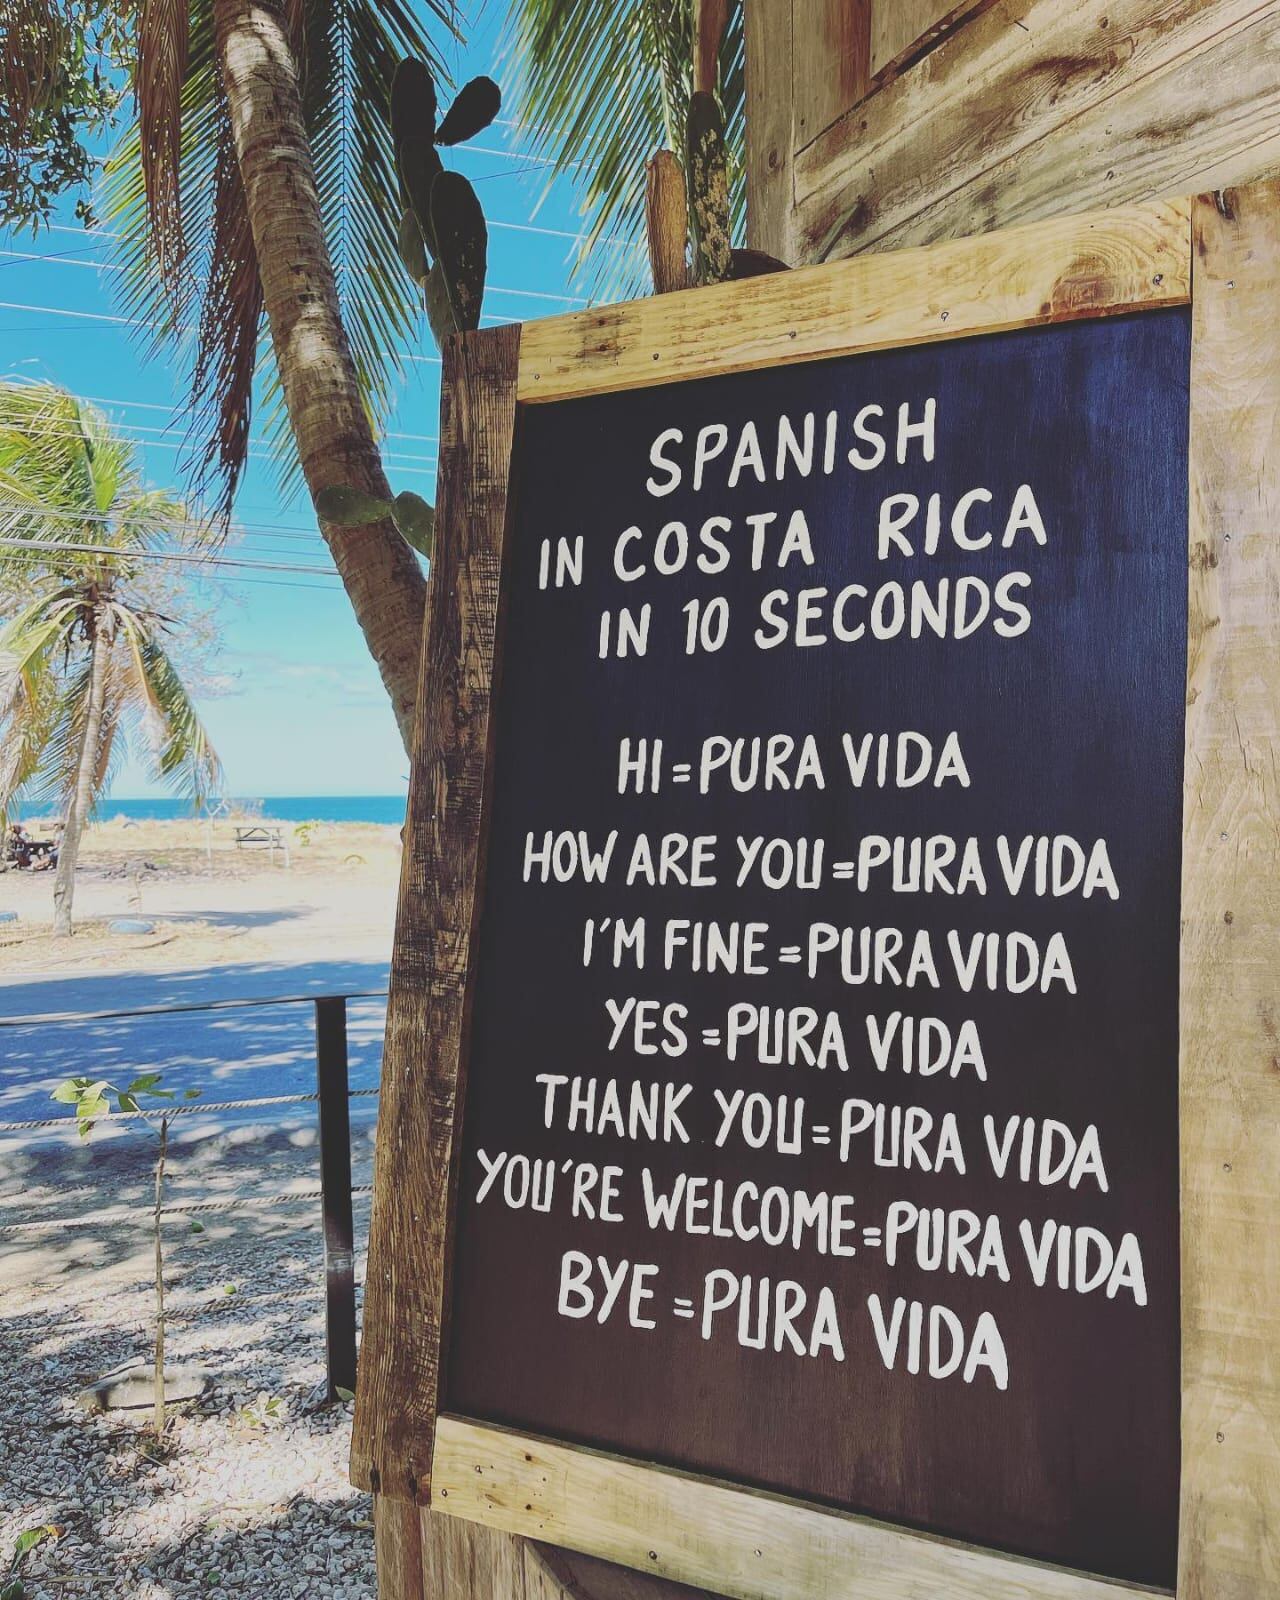 SPANISH
IN COSTA RICA
IN 10 SECONDS
HI=PURA VIDA
HOW ARE YOU=PURA VIDA
I'M FINE=PURA VIDA
YES=PURA VIDA
THANK YOU=PURA VIDA
YOU'RE WELCOME=PURA VIDA
BYE=PURA VIDA